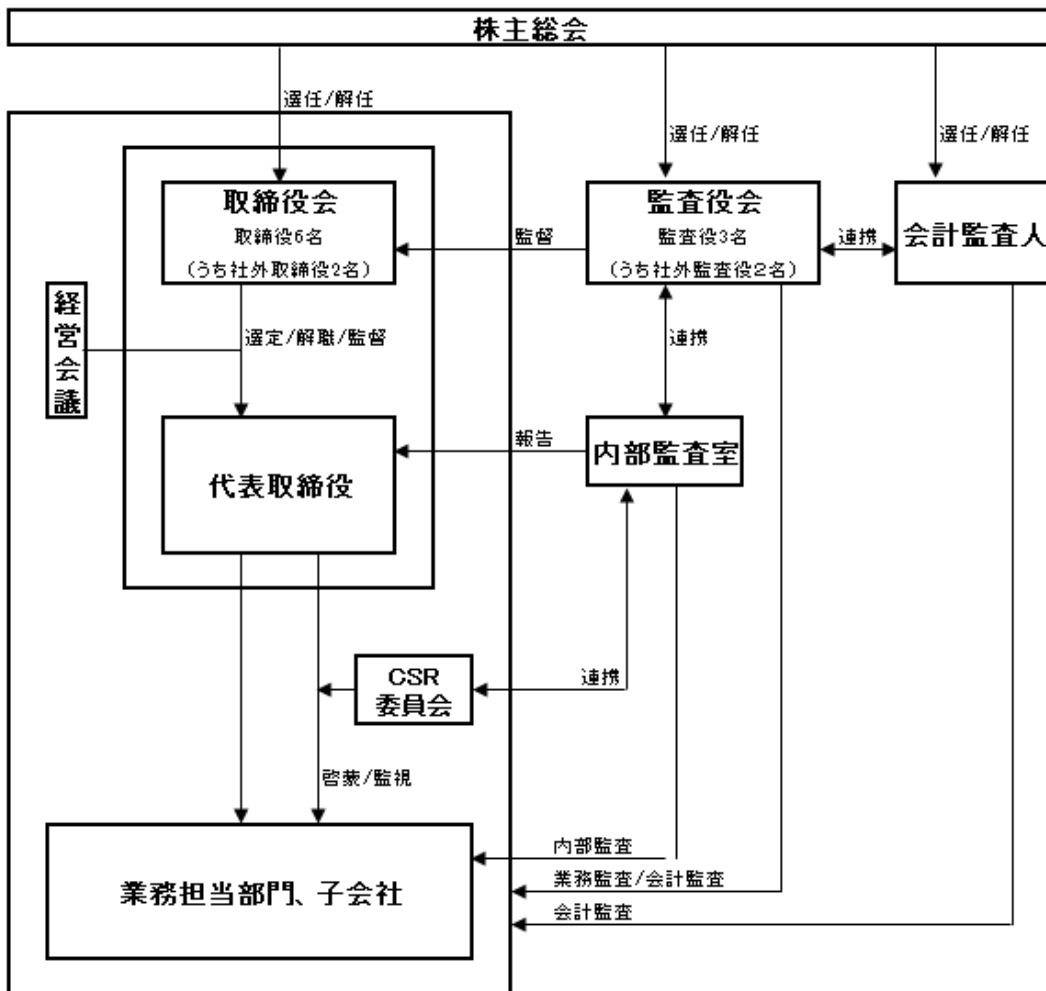 株主総会
選任/解任
選任/解任
選任/解任
取締役会
取締役6名
(うち社外取締役2名)
監督
監査役会
監査役3名
(うち社外監査役2名)
連携
会計監査人
経営会議
選定/解職/監督
連携
代表取締役
報告
内部監査室
CSR
委員会
連携
啓蒙/監視
業務担当部門、子会社
内部監査
業務監査/会計監査
会計監査